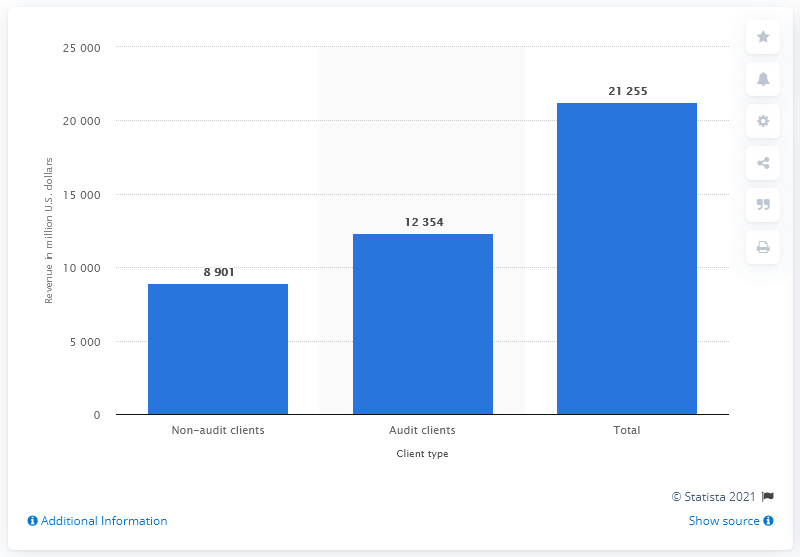 25 000
20 000
15 000
10 000
5 000
0
Revenue in million U.S. dollars
8 901
12 354
21 255
Non-audit clients
Audit clients
Total
Client type
© Statista 2021
Additional Information
Show source